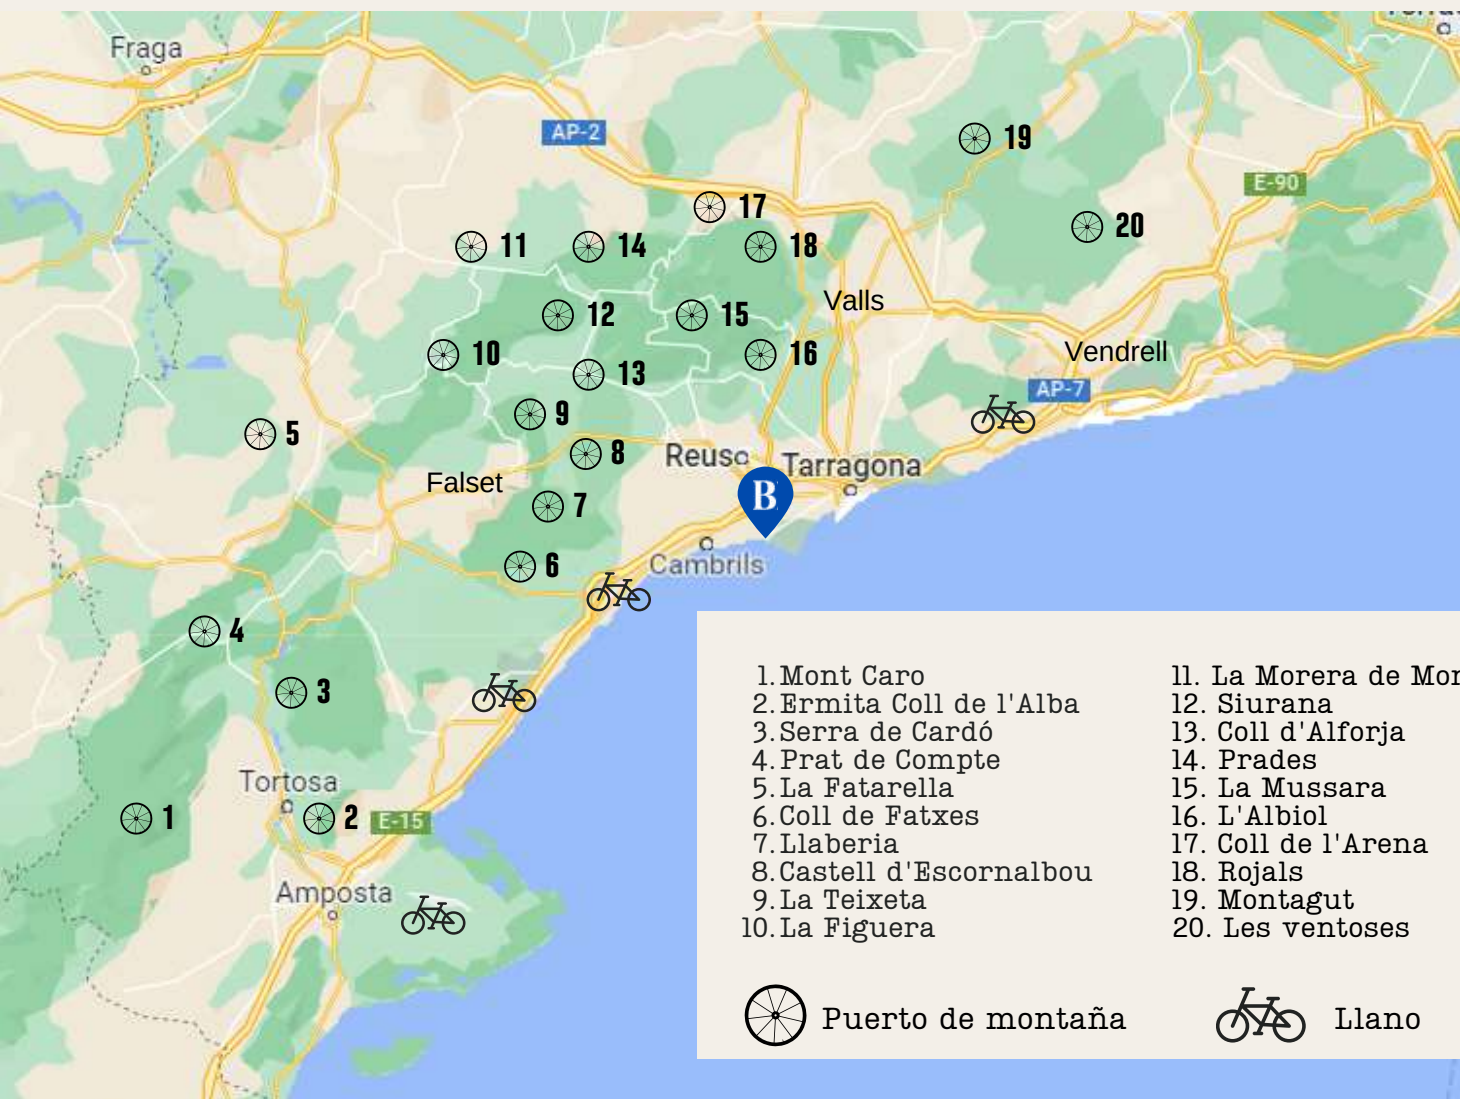 Fraga
AP-2
19
E-90
17
20
11
14
18
Valls
12
15
10
16
Vendrell
13
AP-7
9
5
8
Reus
Tarragona
Falset
B
7
6
Cambrils
4
3
Tortosa
1
2
E-15
Amposta
1. Mont Caro
2. Ermita Coll de l'Alba
3. Serra de Cardó
4. Prat de Compte
5. La Fatarella
6. Coll de Fatxes
7. Llaberia
8. Castell d'Escornalbou
9. La Teixeta
10. La Figuera
11. La Morera de
12. Siurana
13. Coll d'Alforja
14. Prades
15. La Mussara
16. L'Albiol
17. Coll de l'Arena
18. Rojals
19. Montagut
20. Les ventoses
Puerto de montaña
Llano